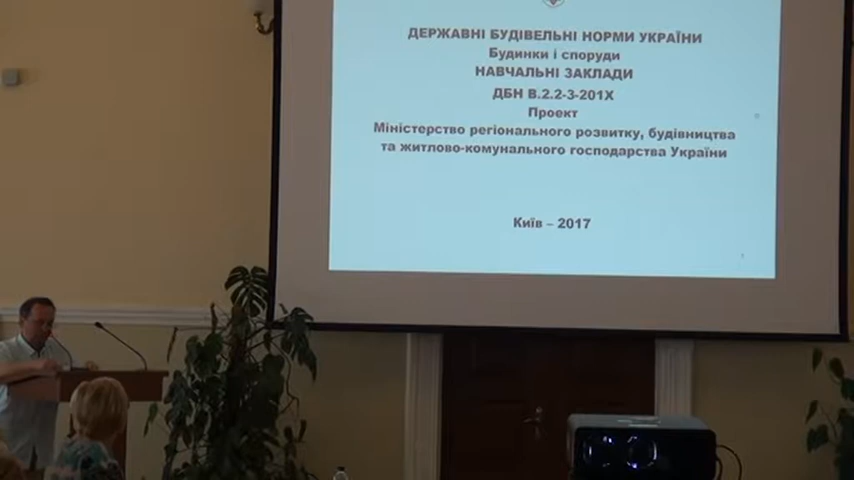 ДЕРЖАВНІ БУДІВЕЛЬНІ НОРМИ УКРАЇНИ
Будинки і споруди
НАВЧАЛЬНІ ЗАКЛАДИ
ДБН В.2.2-3-201Х
Проект
Міністерство регіонального розвитку, будівництва
та житлово-комунального господарства України
Київ – 2017